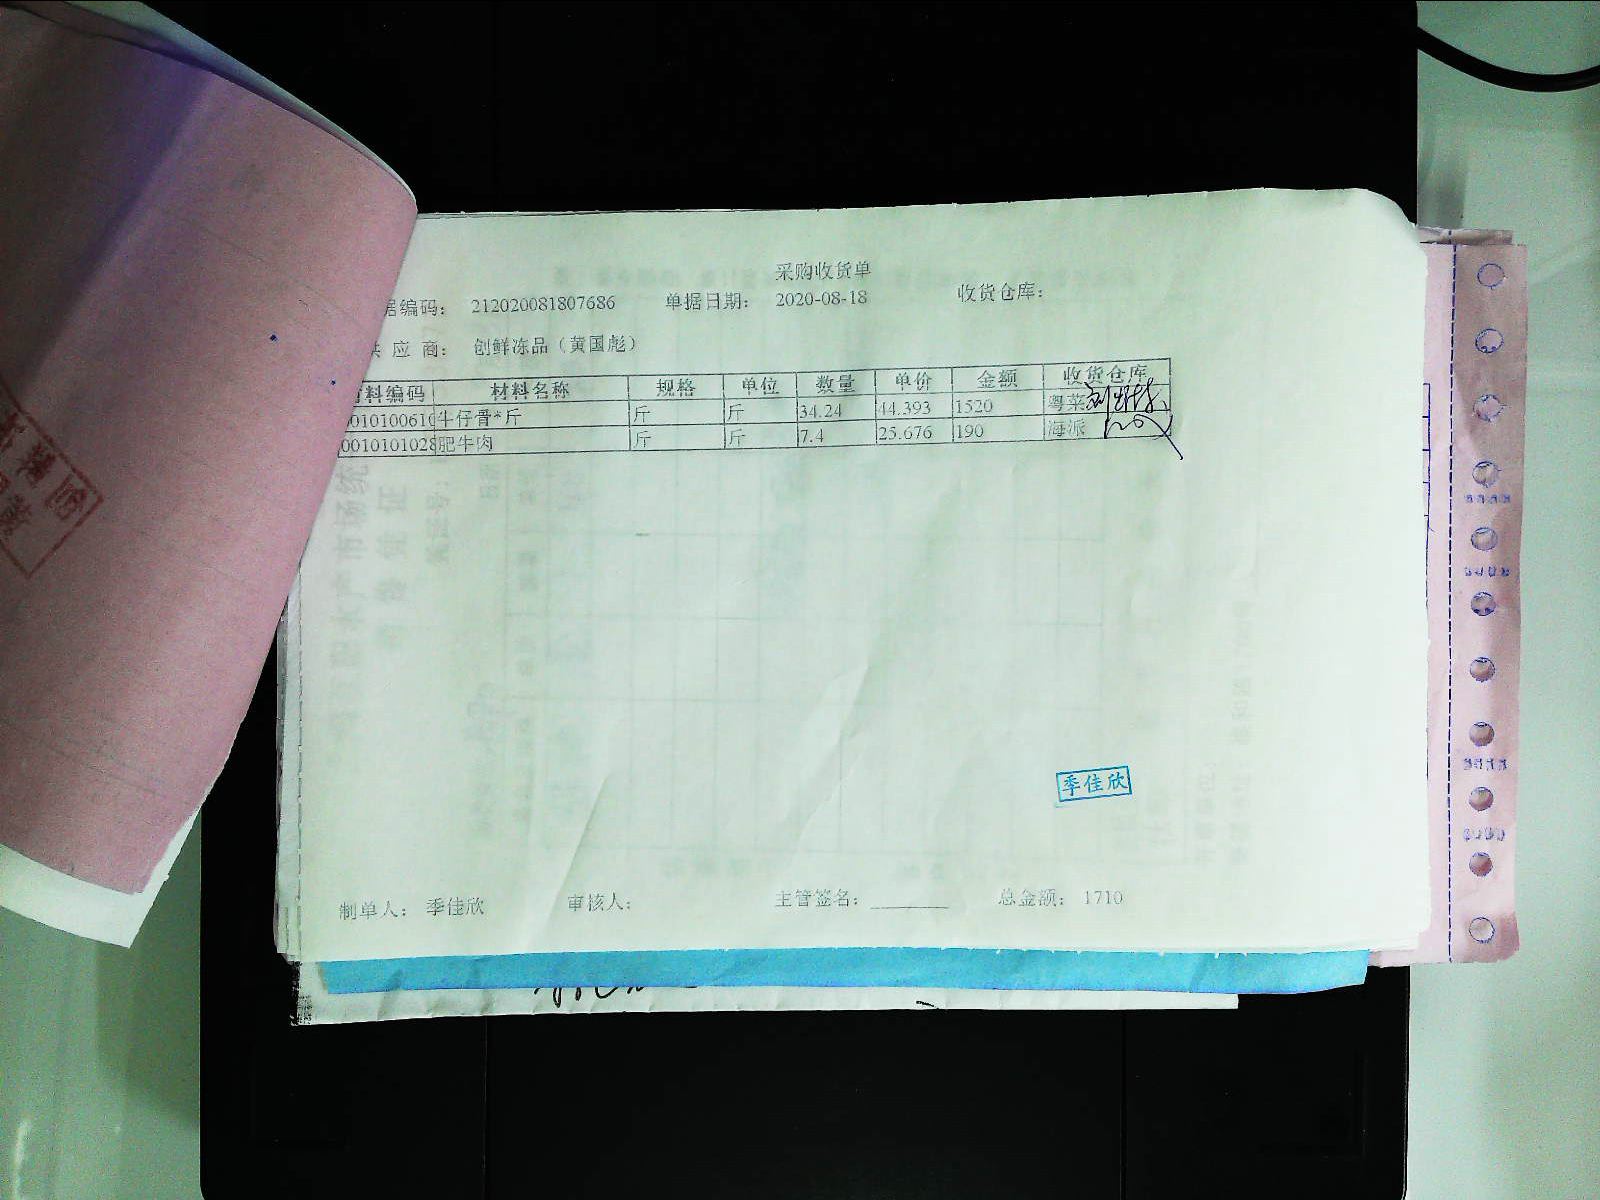 采购收货单
据编码： 212020081807686 单据日期： 2020-08-18 收货仓库：
供 应 商： 创鲜冻品（黄国彪）
材料编码 材料名称 规格 单位 数量 单价 金额 收货仓库
0010100610 牛仔骨*斤 斤 斤 34.24 44.393 1520 粤菜
0010101028 肥牛肉 斤 斤 7.4 25.676 190 海派
季佳欣
制单人： 季佳欣 审核人： 主管签名： 总金额： 1710